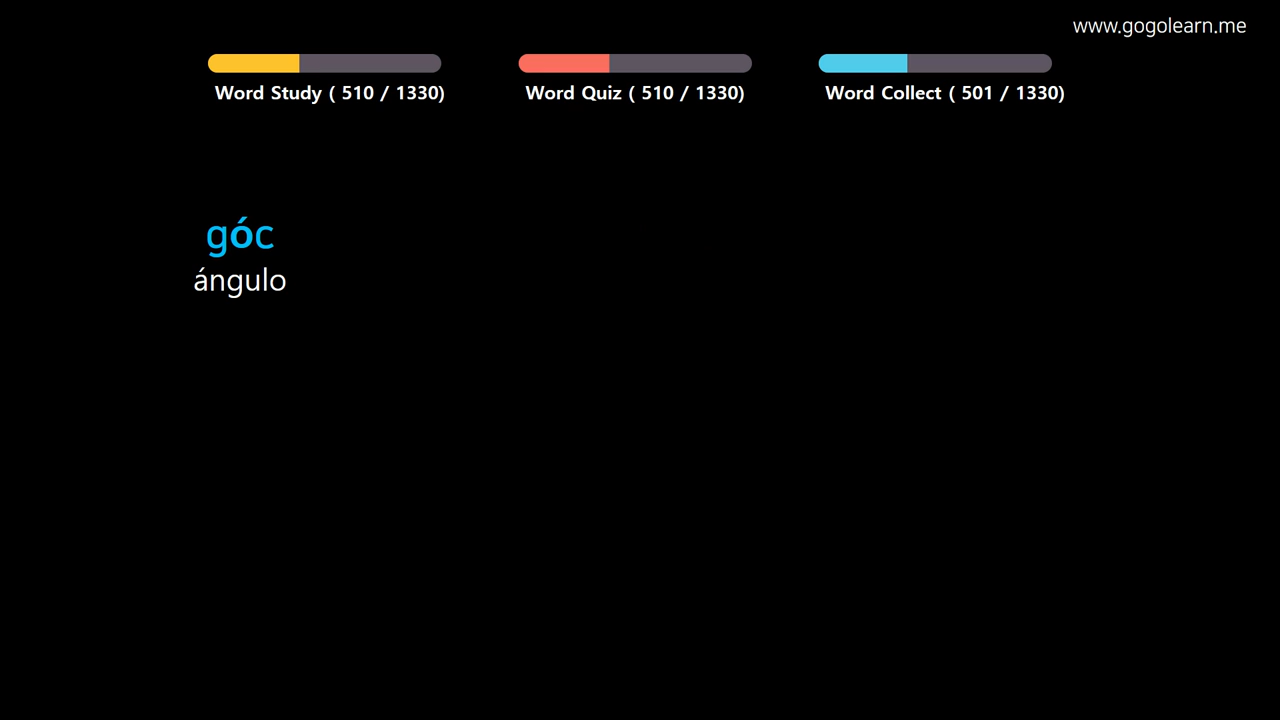 www.gogolearn.me
Word Study ( 510 / 1330)
Word Quiz ( 510 / 1330)
Word Collect ( 501 / 1330)
góc
ángulo